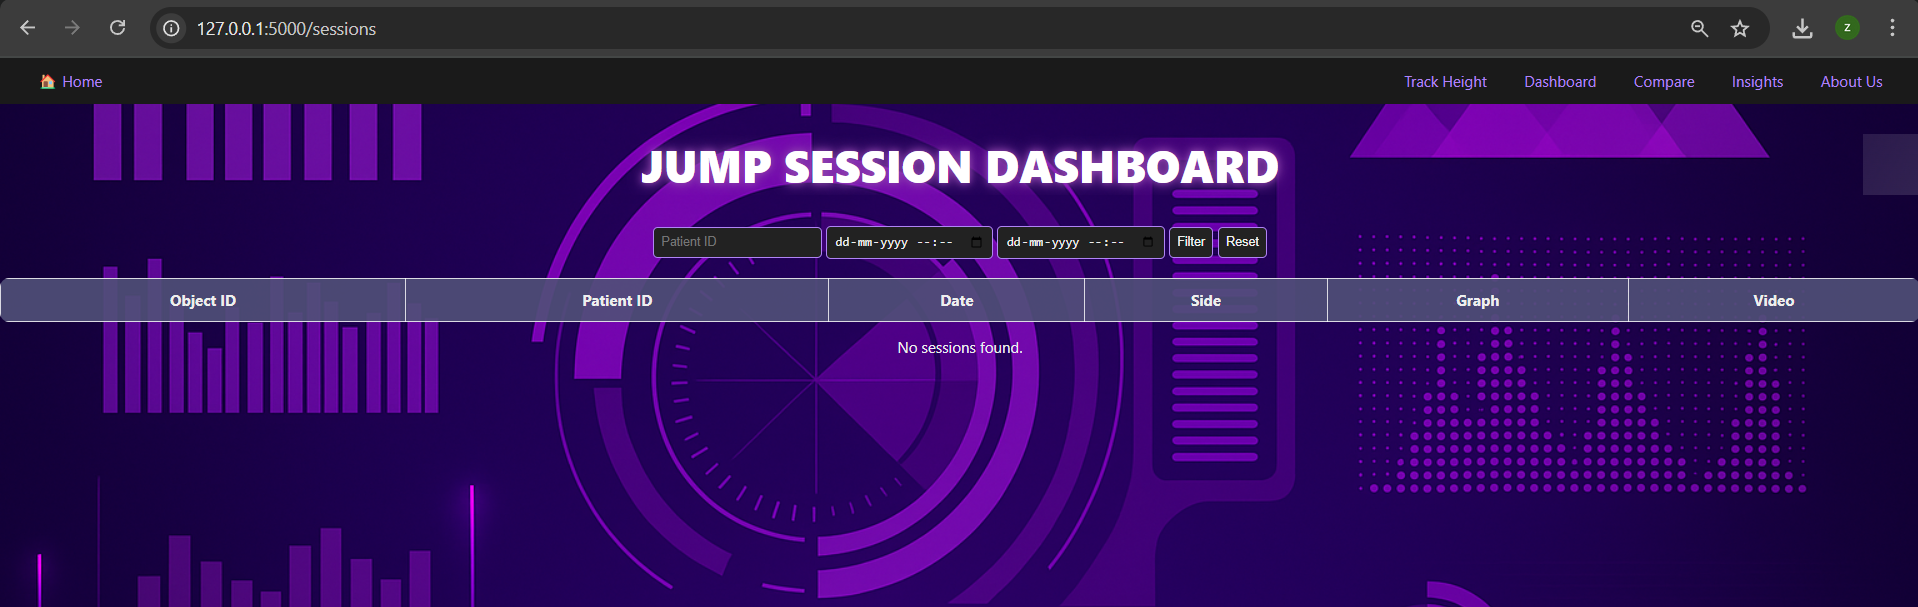 127.0.0.1:5000/sessions
Z
Home
Track Height Dashboard Compare Insights About Us
JUMP SESSION DASHBOARD
Patient ID dd-mm-yyyy --:-- dd-mm-yyyy --:-- Filter Reset
Object ID Patient ID Date Side Graph Video
No sessions found.